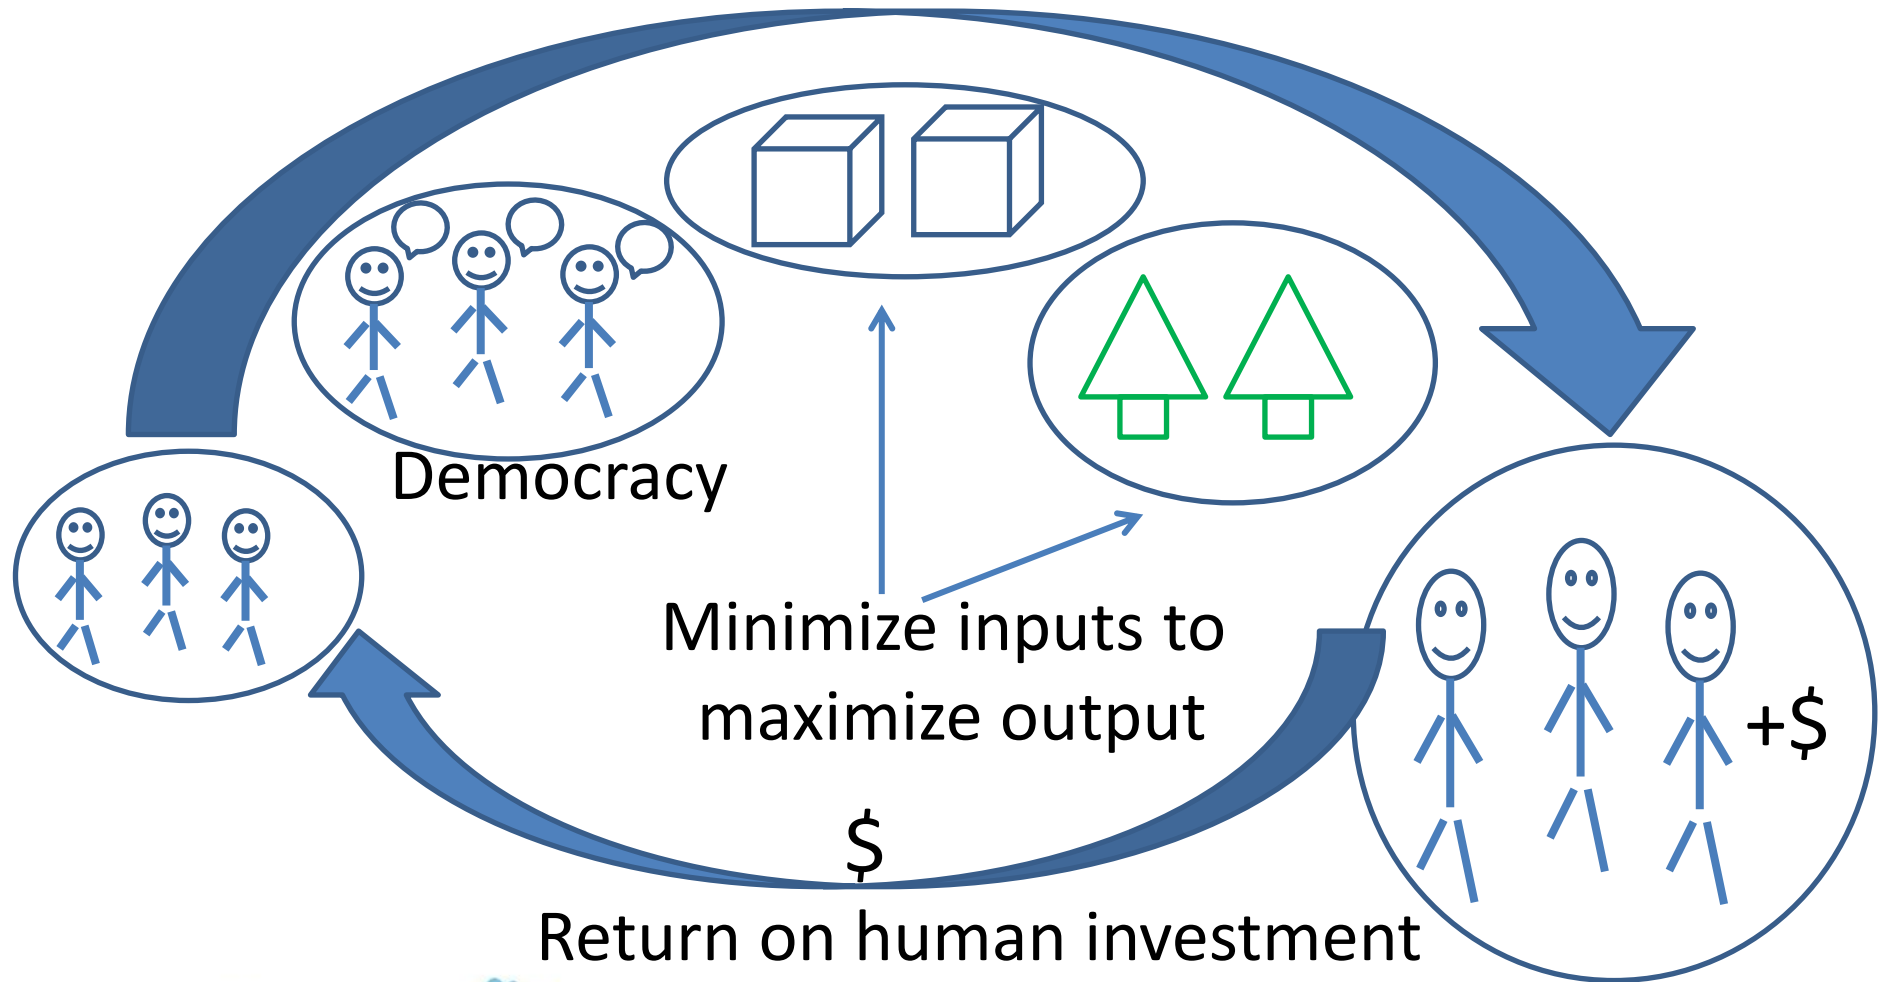 Democracy
Minimize inputs to
maximize output
+$
$
Return on human investment